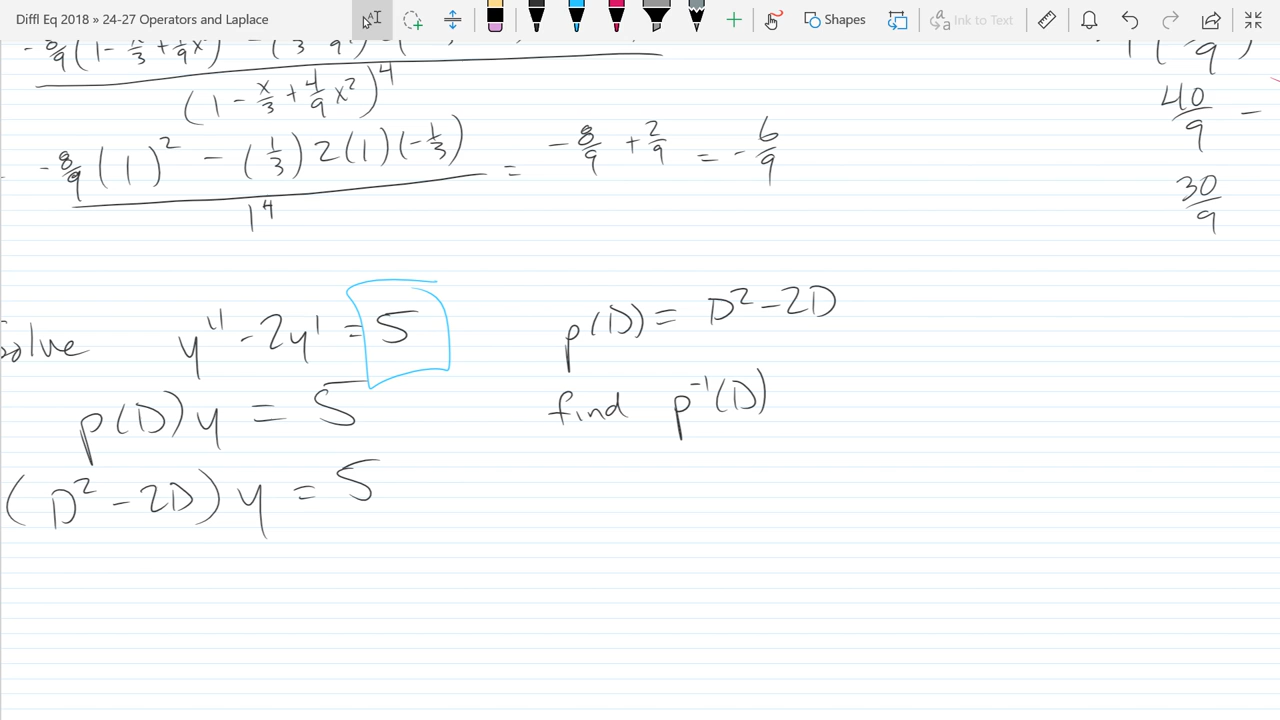 Diffl Eq 2018 » 24-27 Operators and Laplace
Shapes
Ink to Text
(1 - x/3 + 4/9 x²)⁴
-8/9 (1)² - (1/3) 2(1)(-1/3) / 1⁴ = -8/9 + 2/9 = -6/9
40/9 -
30/9
solve y'' - 2y' = 5
p(D) = D² - 2D
p(D)y = 5
find p⁻¹(D)
(D² - 2D)y = 5